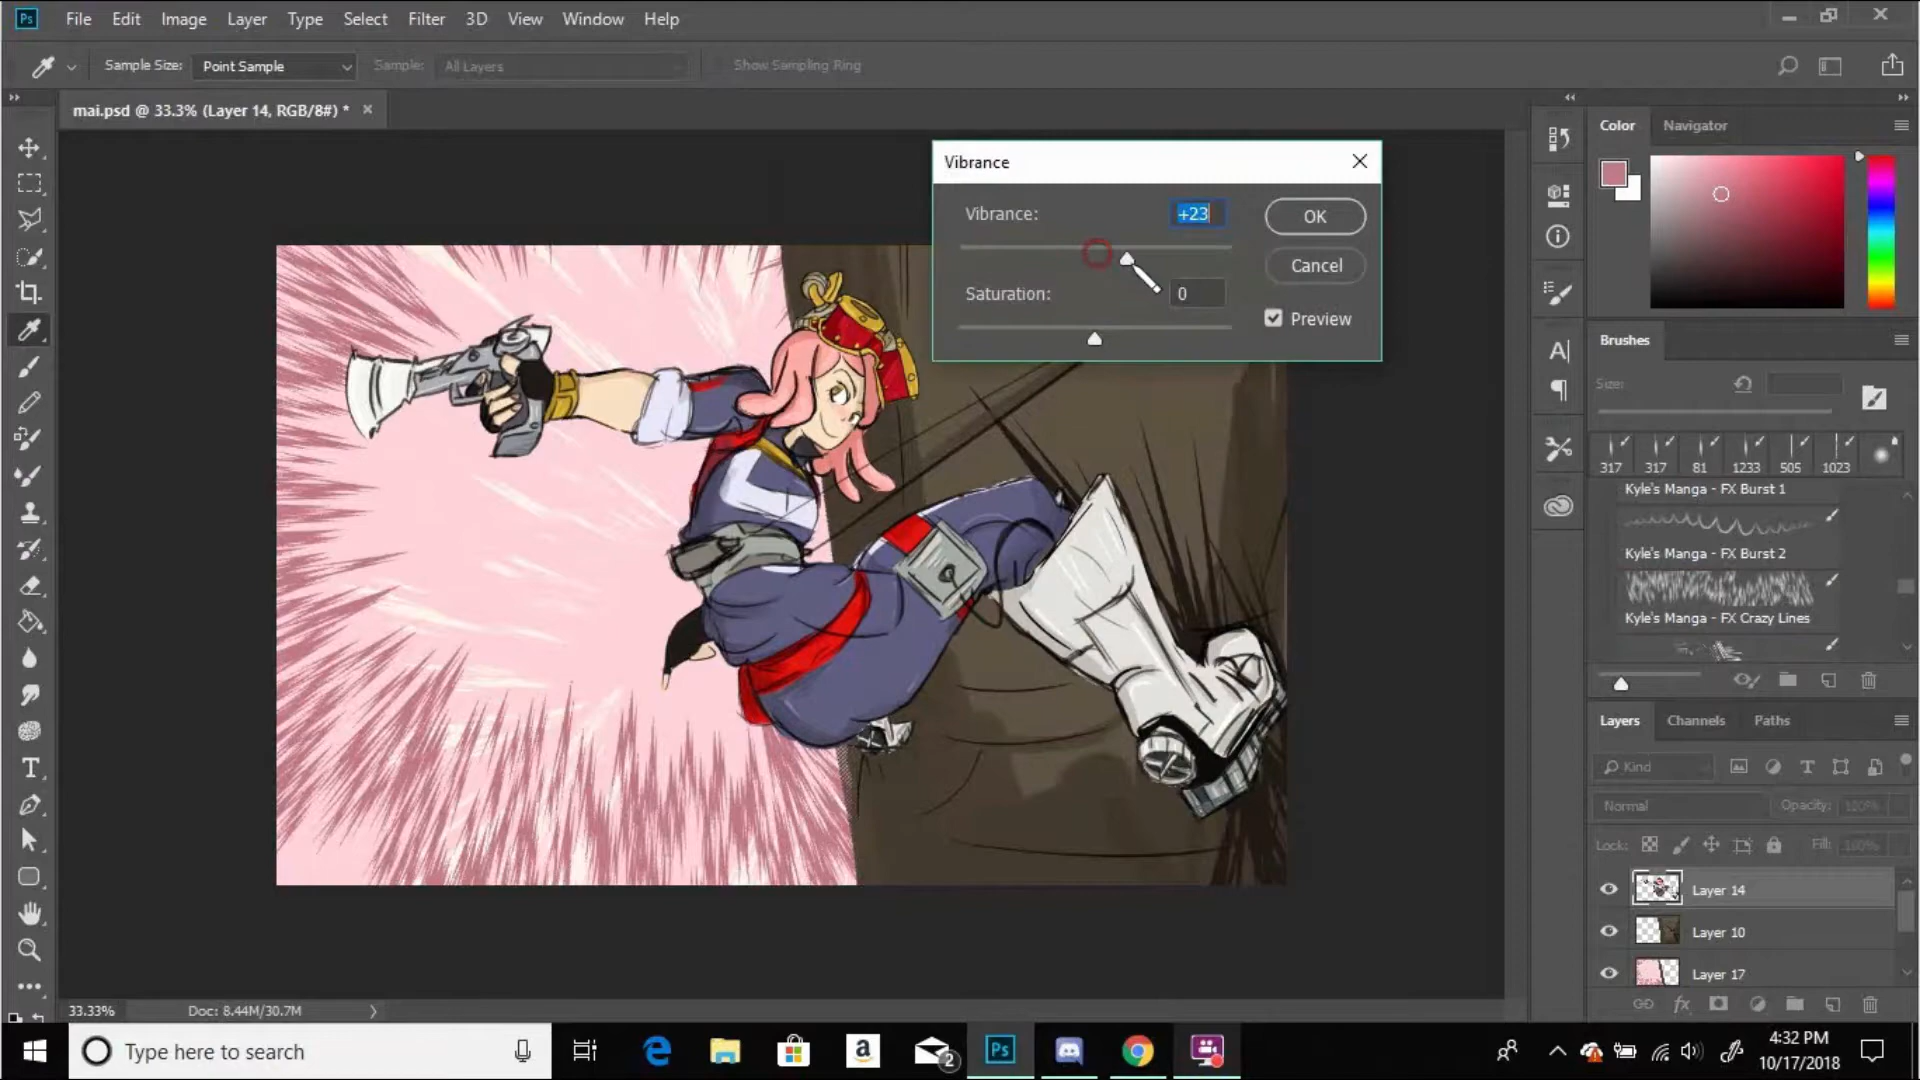 Ps File Edit Image Layer Type Select Filter 3D View Window Help
Sample Size: Point Sample Sample: All Layers Show Sampling Ring
mai.psd @ 33.3% (Layer 14, RGB/8#) *
Color Navigator
Vibrance
Vibrance: +23 OK
Cancel
Saturation: 0
Preview
Brushes
Size:
317 317 81 1233 505 1023
Kyle's Manga - FX Burst 1
Kyle's Manga - FX Burst 2
Kyle's Manga - FX Crazy Lines
Layers Channels Paths
Kind
Normal Opacity: 100%
Lock: Fill: 100%
Layer 14
Layer 10
Layer 17
33.33% Doc: 8.44M/30.7M
Type here to search
a
2
Ps
4:32 PM
10/17/2018